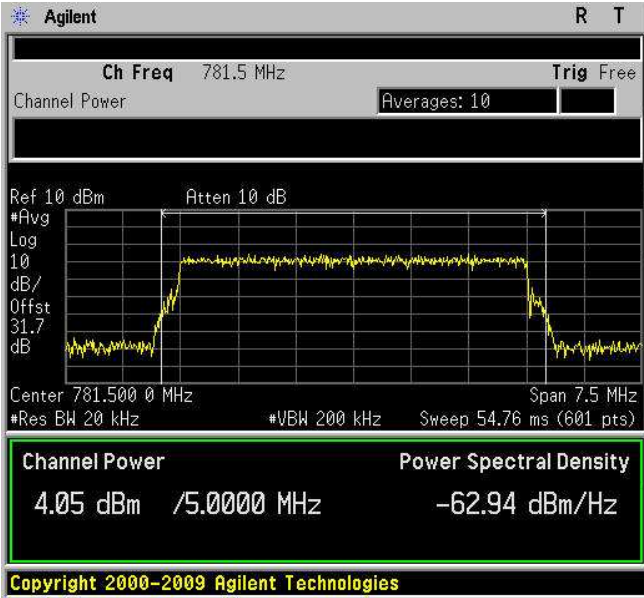 Agilent R T
Ch Freq 781.5 MHz Trig Free
Channel Power Averages: 10
Ref 10 dBm Atten 10 dB
#Avg
Log
10
dB/
Offst
31.7
dB
Center 781.500 0 MHz Span 7.5 MHz
#Res BW 20 kHz #VBW 200 kHz Sweep 54.76 ms (601 pts)
Channel Power Power Spectral Density
4.05 dBm /5.0000 MHz -62.94 dBm/Hz
Copyright 2000-2009 Agilent Technologies